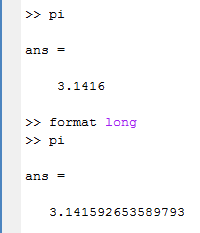 >> pi
ans =
3.1416
>> format long
>> pi
ans =
3.141592653589793